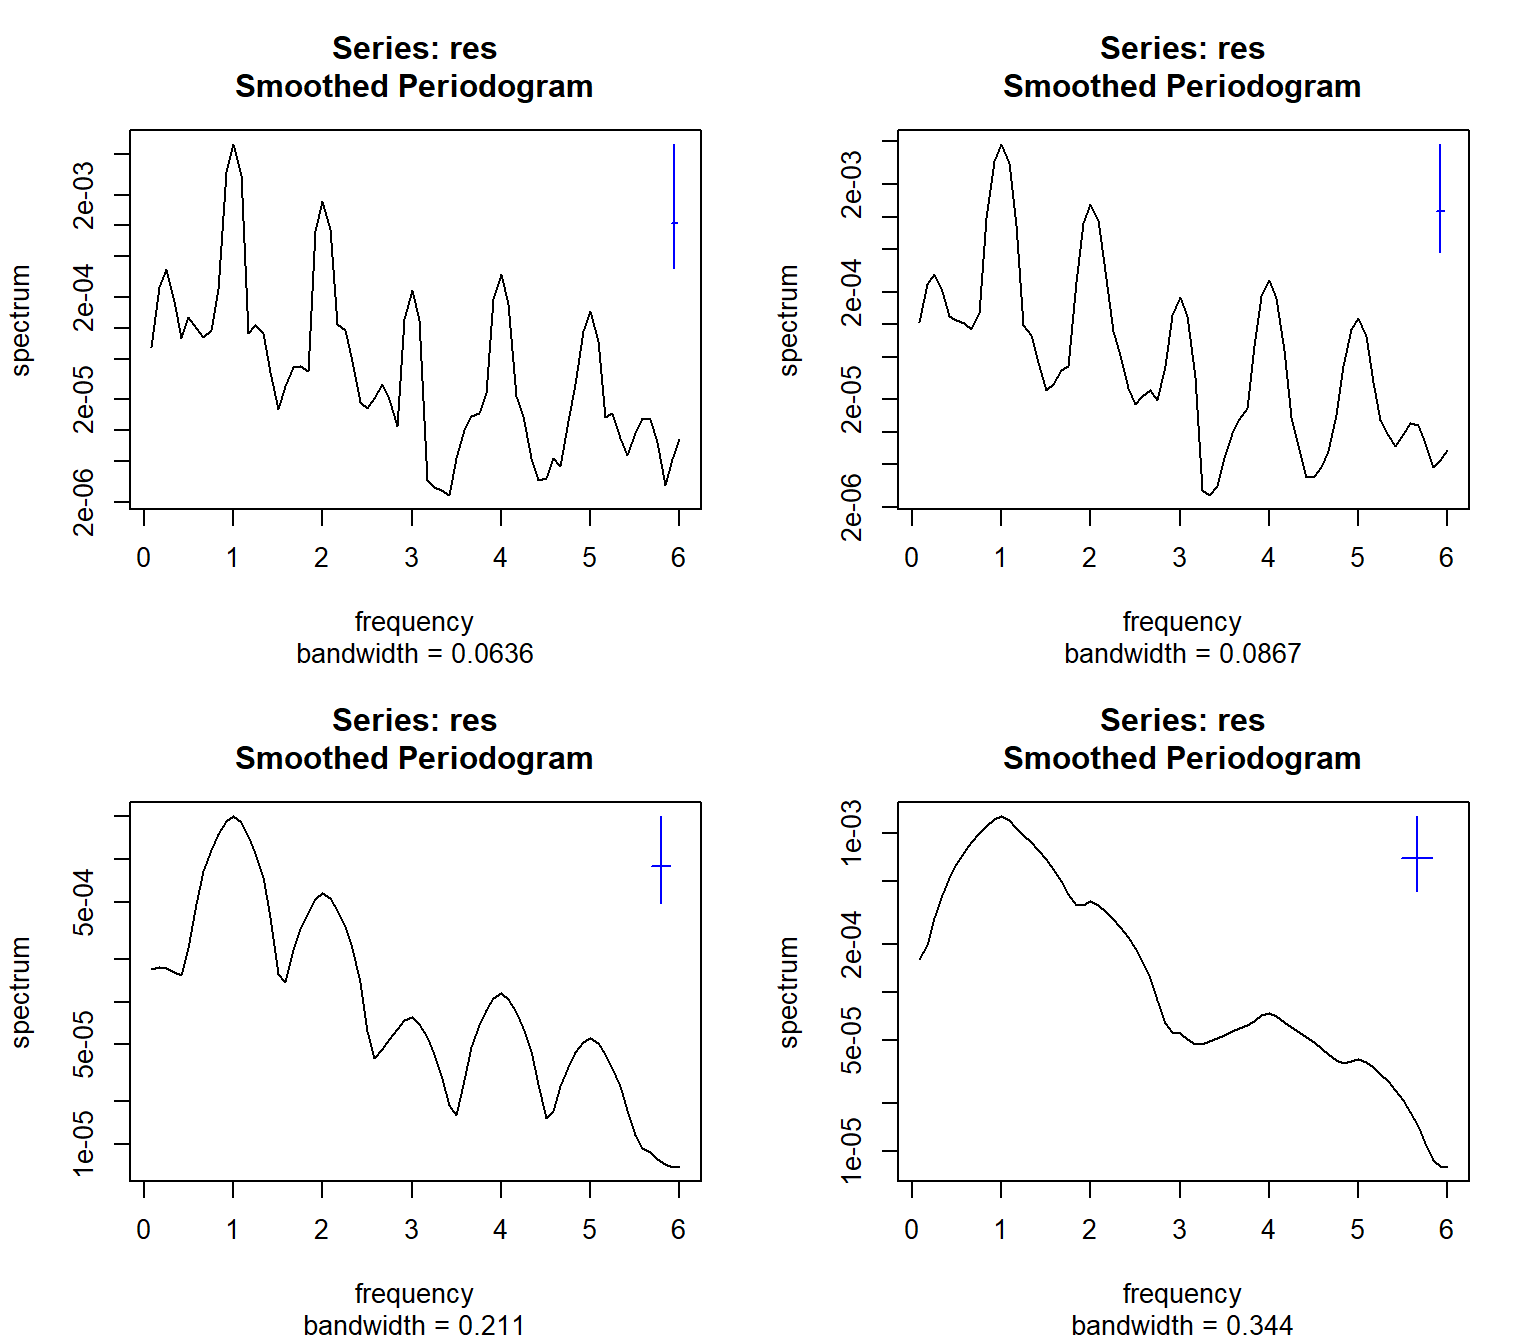 Series: res
Smoothed Periodogram
spectrum
2e-03
2e-04
2e-05
2e-06
0 1 2 3 4 5 6
frequency
bandwidth = 0.0636
Series: res
Smoothed Periodogram
spectrum
2e-03
2e-04
2e-05
2e-06
0 1 2 3 4 5 6
frequency
bandwidth = 0.0867
Series: res
Smoothed Periodogram
spectrum
5e-04
5e-05
1e-05
0 1 2 3 4 5 6
frequency
bandwidth = 0.211
Series: res
Smoothed Periodogram
spectrum
1e-03
2e-04
5e-05
1e-05
0 1 2 3 4 5 6
frequency
bandwidth = 0.344